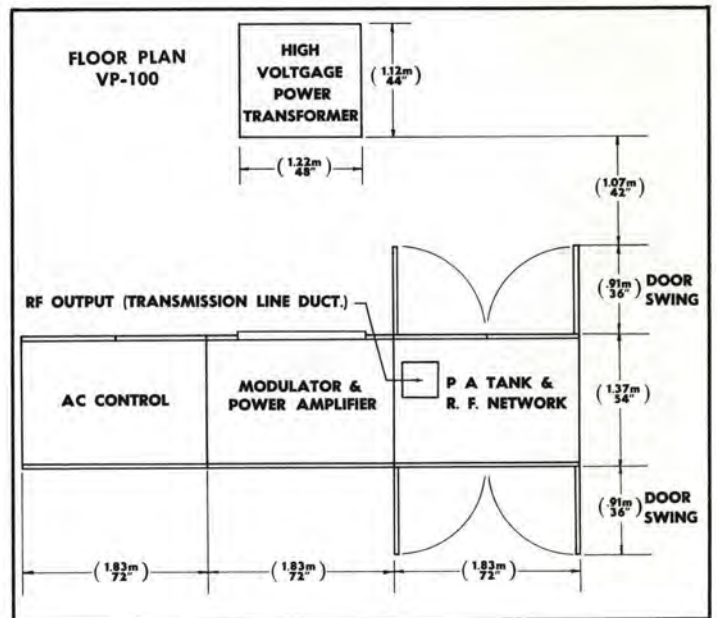 FLOOR PLAN
VP-100
HIGH
VOLTGAGE
POWER
TRANSFORMER
1.12m
44"
1.22m
48"
1.07m
42"
.91m
36"
DOOR
SWING
RF OUTPUT (TRANSMISSION LINE DUCT.)
AC CONTROL
MODULATOR &
POWER AMPLIFIER
P A TANK &
R. F. NETWORK
1.37m
54"
.91m
36"
DOOR
SWING
1.83m
72"
1.83m
72"
1.83m
72"